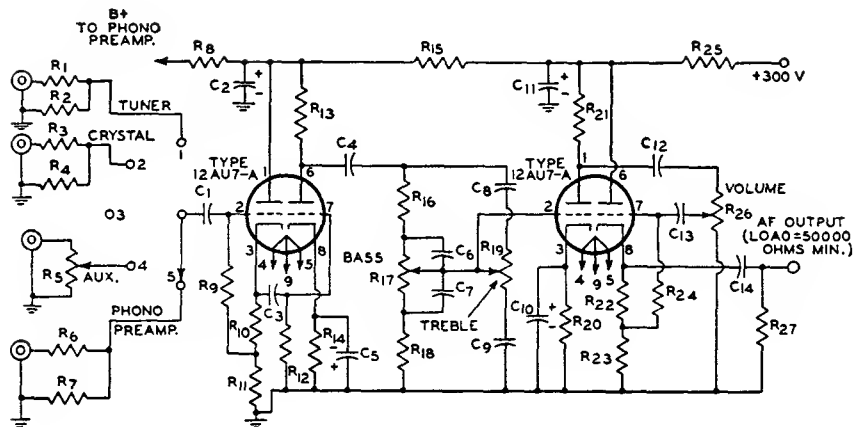 B+
TO PHONO
PREAMP.
R8
R15
R25
+300 V
C2
+
-
C11
+
-
R1
R2
TUNER
R3
CRYSTAL
R4
1
2
3
4
5
R5
AUX.
PHONO
PREAMP.
R6
R7
R13
R21
TYPE
12AU7-A
1
6
C4
C1
2
7
3
4
9
5
8
R9
C3
R10
R11
R12
R14
-
+
C5
R16
BASS
R17
C6
C7
R18
C8
R19
TREBLE
C9
TYPE
12AU7-A
1
6
C12
VOLUME
2
7
C13
R26
3
4
9
5
8
C10
+
-
R20
R22
R24
R23
AF OUTPUT
(LOAD=50000
OHMS MIN.)
C14
R27